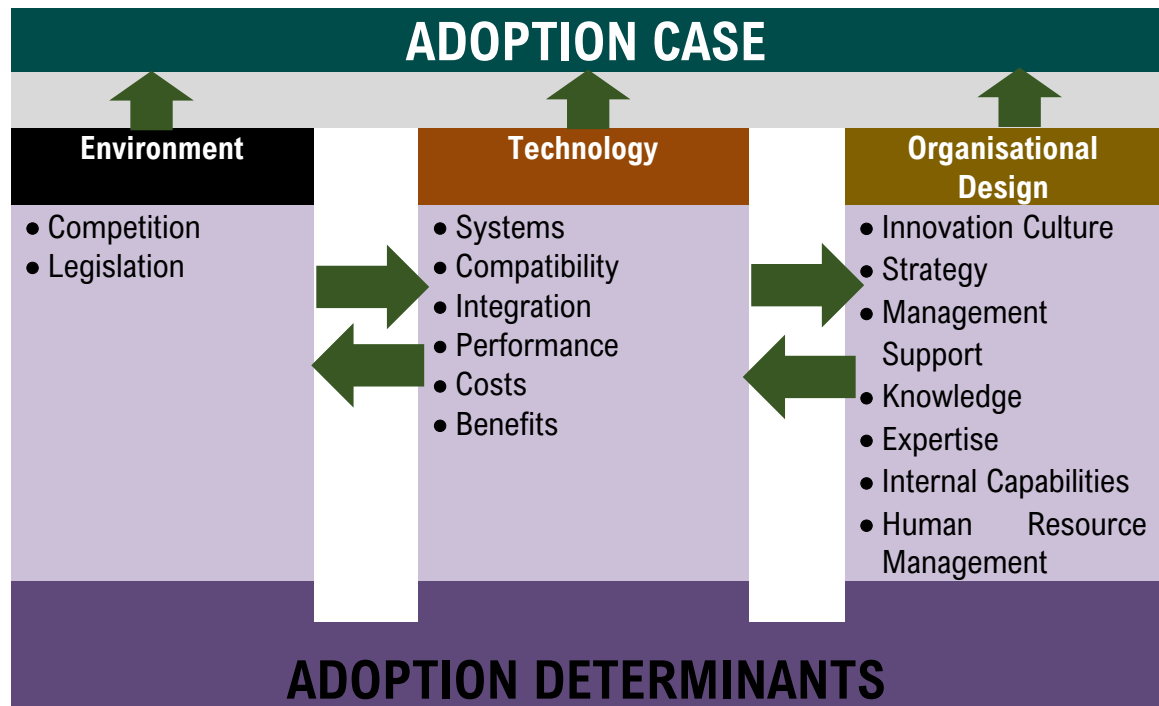 ADOPTION CASE
Environment
• Competition
• Legislation
Technology
• Systems
• Compatibility
• Integration
• Performance
• Costs
• Benefits
Organisational
Design
• Innovation Culture
• Strategy
• Management
Support
• Knowledge
• Expertise
• Internal Capabilities
• Human Resource
Management
ADOPTION DETERMINANTS